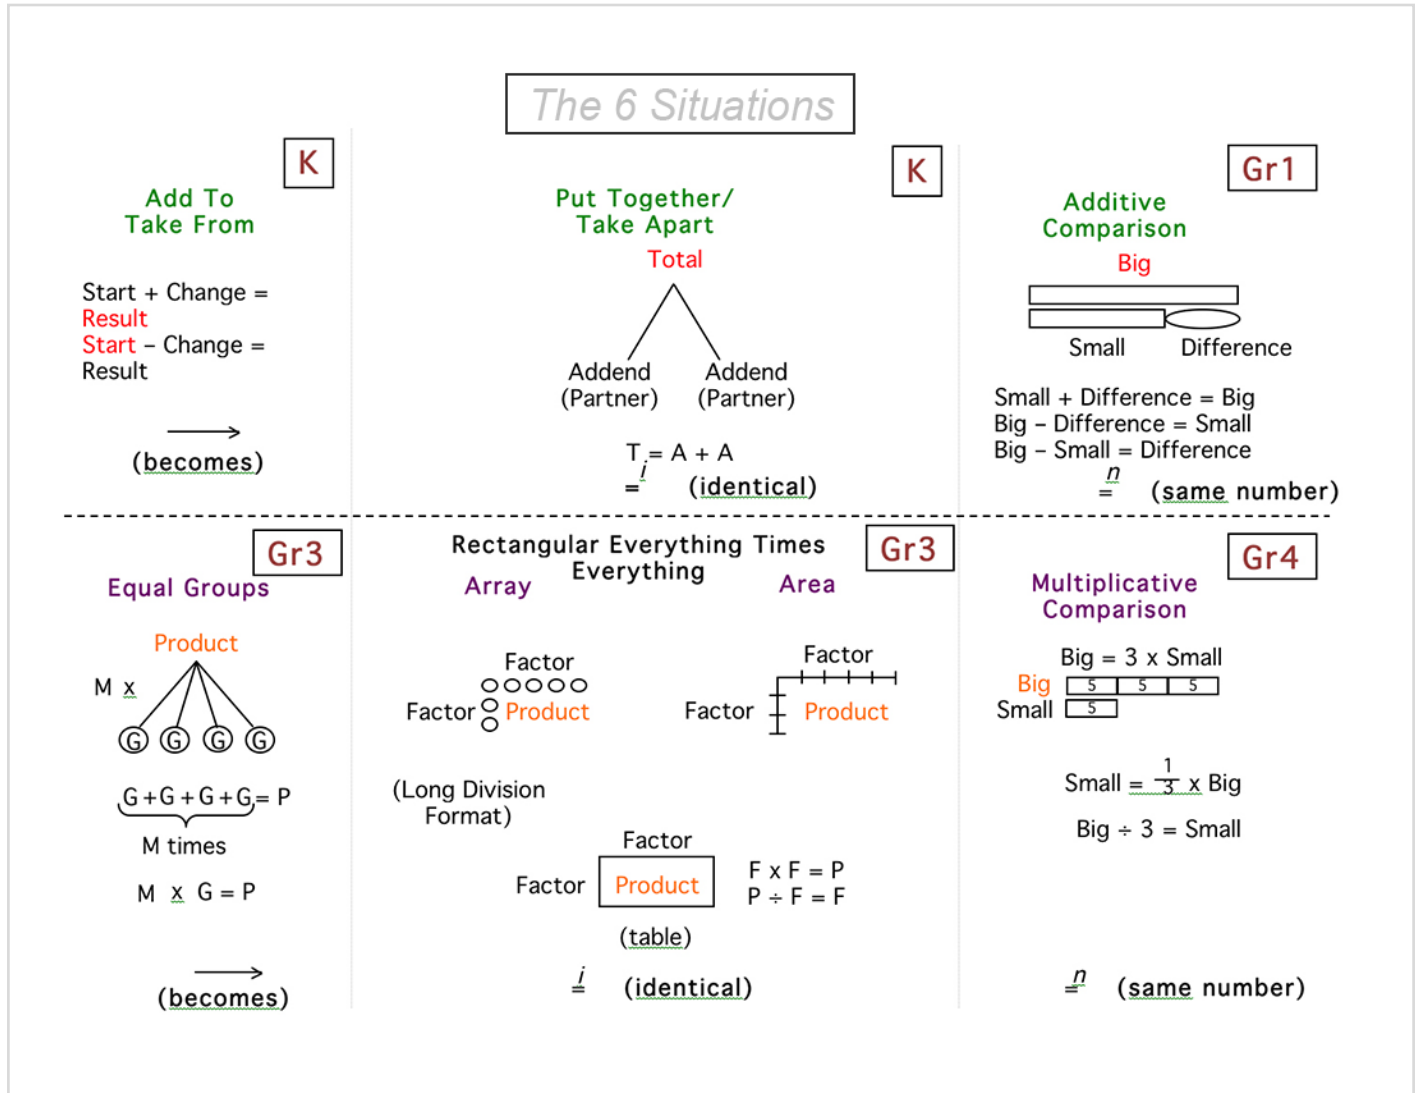 The 6 Situations
K
Add To
Take From
Start + Change =
Result
Start – Change =
Result
(becomes)
K
Put Together/
Take Apart
Total
Addend
(Partner)
Addend
(Partner)
T = A + A
i
= (identical)
Gr1
Additive
Comparison
Big
Small Difference
Small + Difference = Big
Big – Difference = Small
Big – Small = Difference
n
= (same number)
Gr3
Equal Groups
Product
M x
G G G G
G+G+G+G= P
M times
M x G = P
(becomes)
Gr3
Rectangular Everything Times
Everything
Array
Factor
Factor Product
Area
Factor
Factor Product
(Long Division
Format)
Factor
Factor Product
F x F = P
P ÷ F = F
(table)
i
= (identical)
Gr4
Multiplicative
Comparison
Big = 3 x Small
Big 5 5 5
Small 5
Small = 1/3 x Big
Big ÷ 3 = Small
n
= (same number)